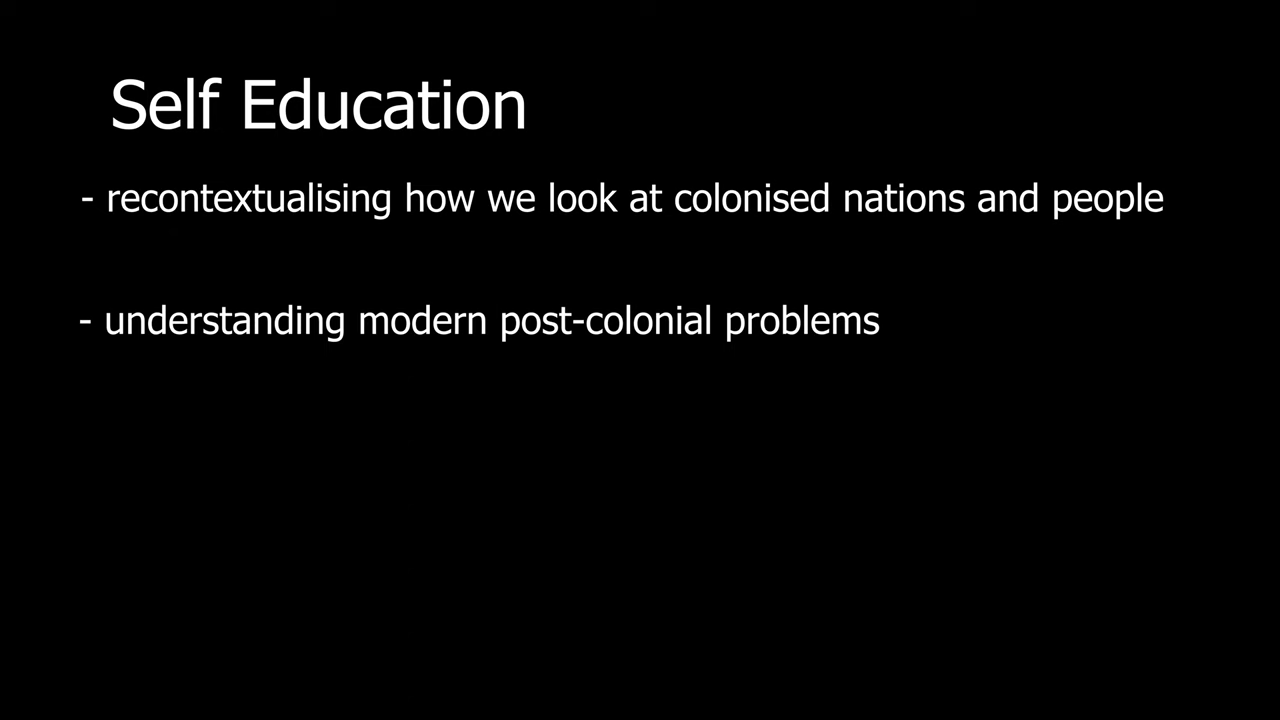 Self Education
- recontextualising how we look at colonised nations and people
- understanding modern post-colonial problems